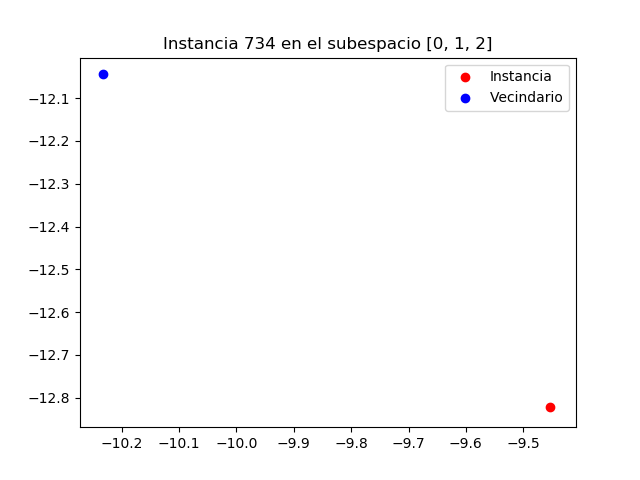 Instancia 734 en el subespacio [0, 1, 2]
Instancia
Vecindario
−12.1
−12.2
−12.3
−12.4
−12.5
−12.6
−12.7
−12.8
−10.2 −10.1 −10.0 −9.9 −9.8 −9.7 −9.6 −9.5